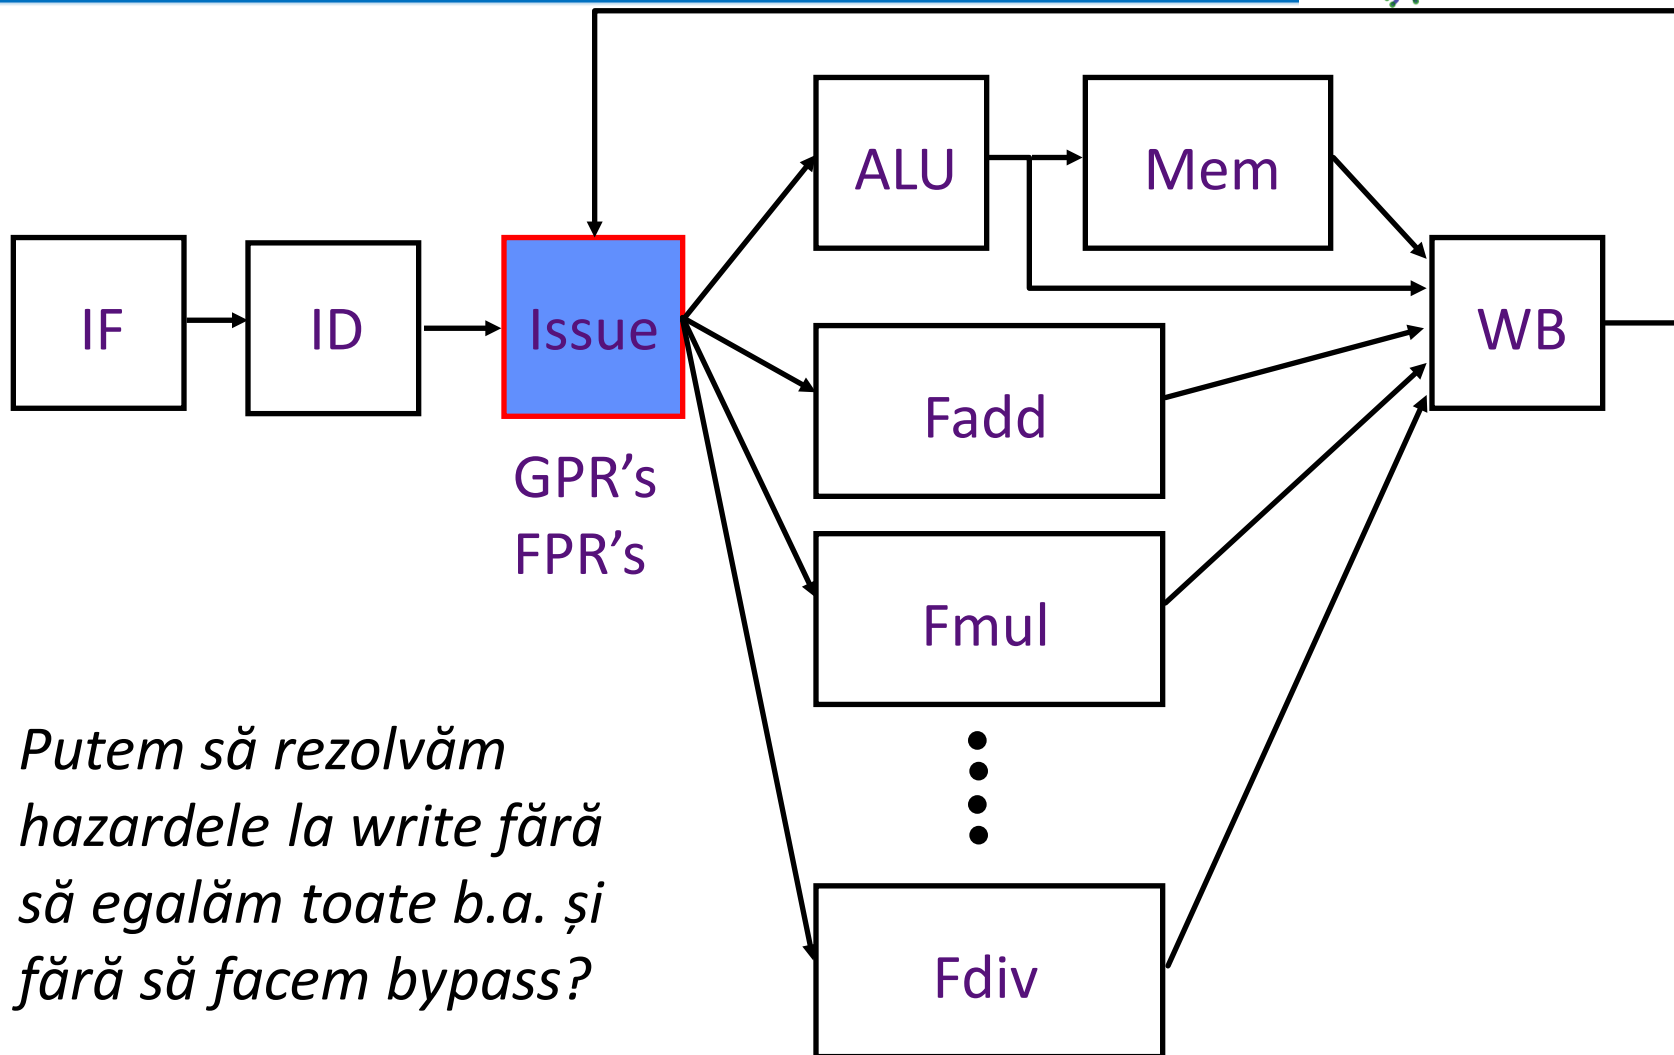 IF
ID
Issue
GPR’s
FPR’s
ALU
Mem
Fadd
Fmul
Fdiv
WB
Putem să rezolvăm
hazardele la write fără
să egalăm toate b.a. și
fără să facem bypass?